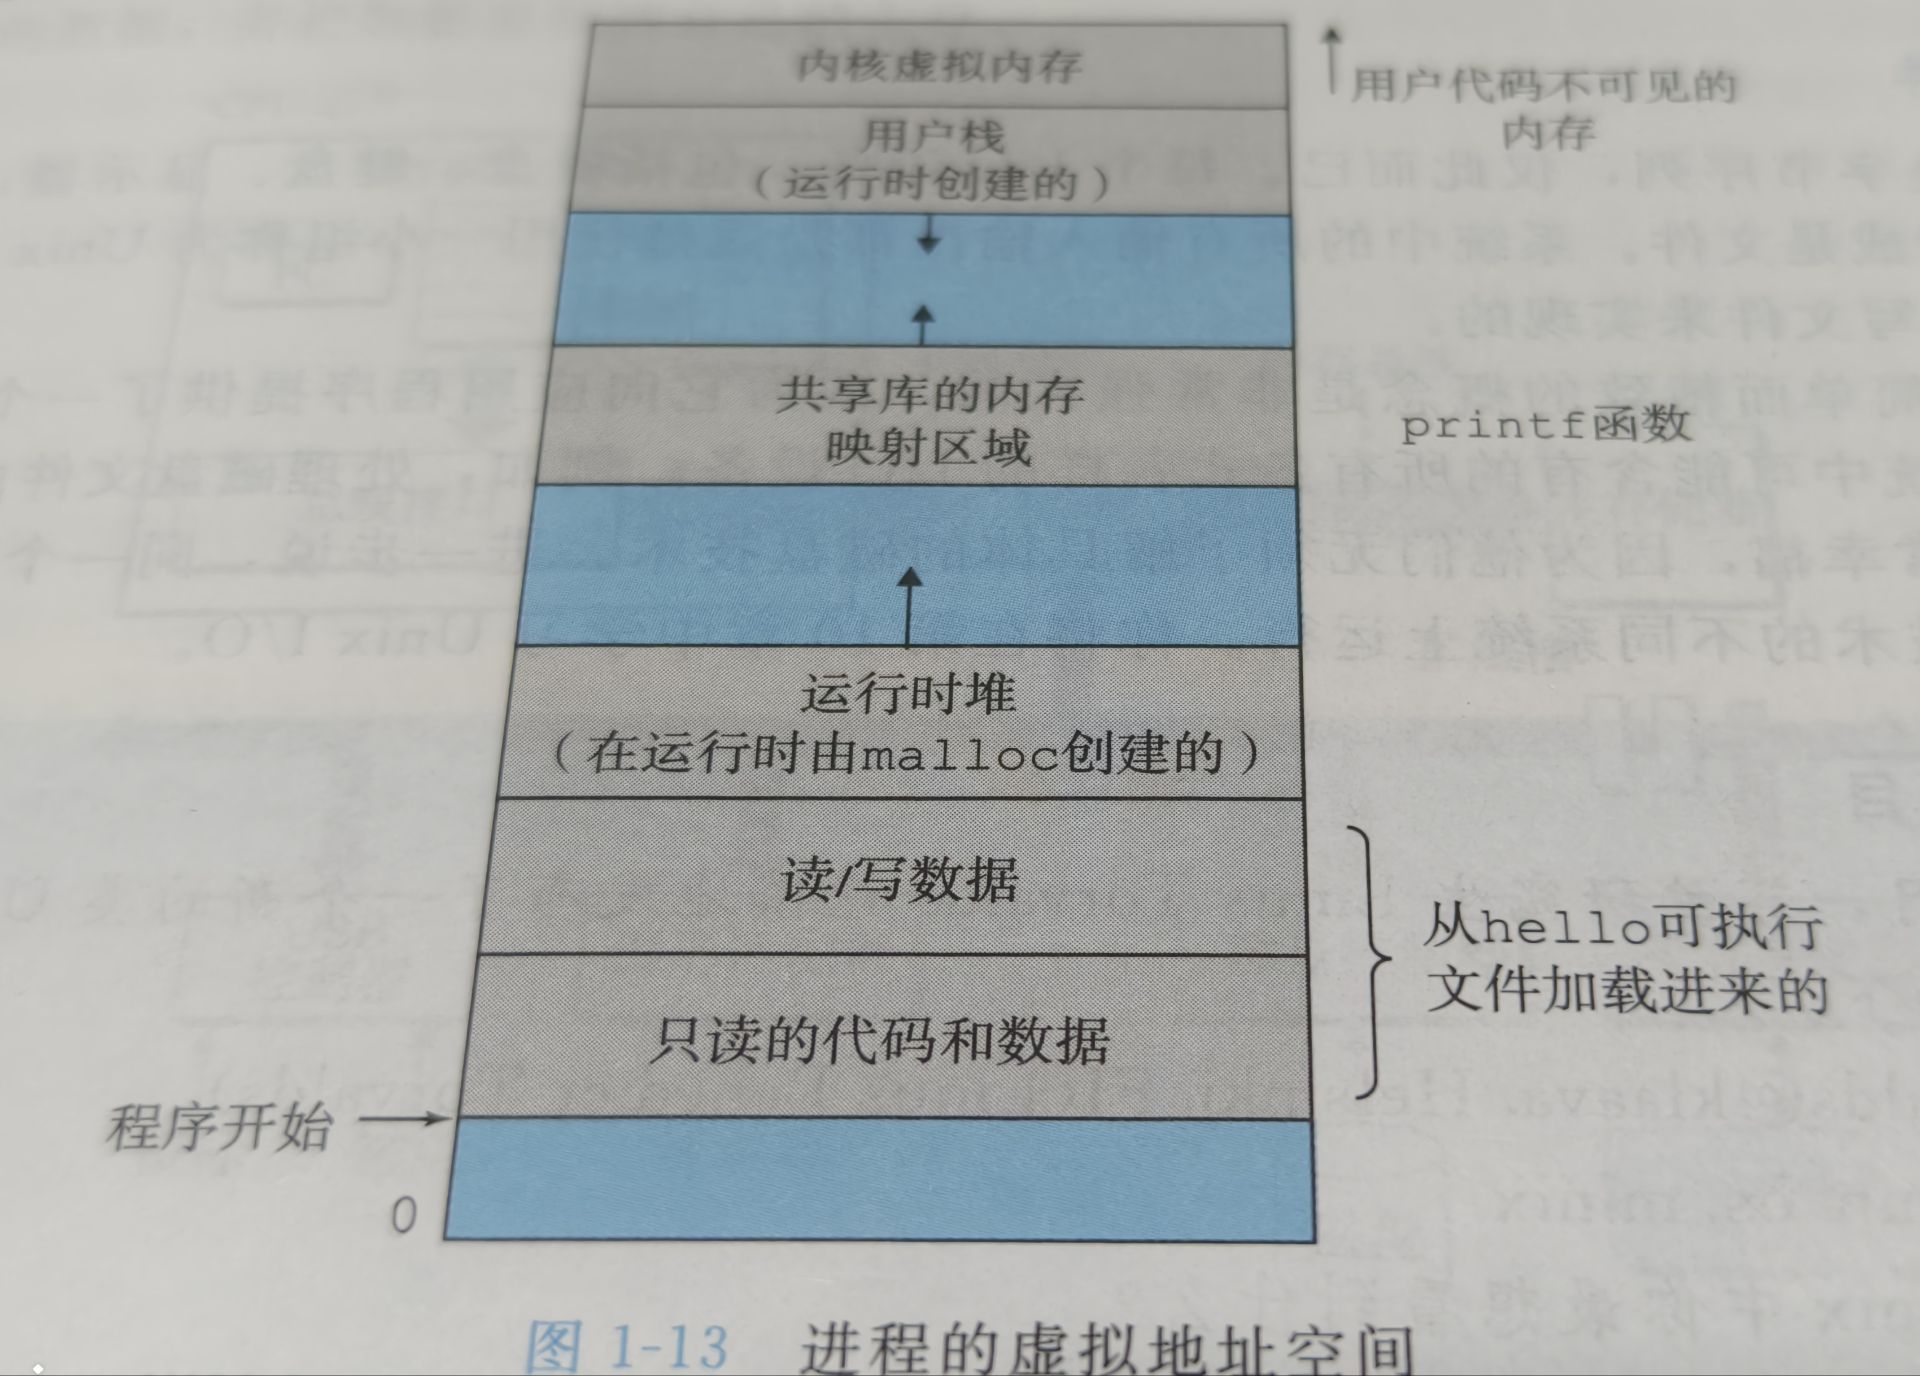 内核虚拟内存
用户代码不可见的
内存
用户栈
（运行时创建的）
共享库的内存
映射区域
printf函数
运行时堆
（在运行时由malloc创建的）
读/写数据
从hello可执行
文件加载进来的
只读的代码和数据
程序开始
0
图 1-13 进程的虚拟地址空间